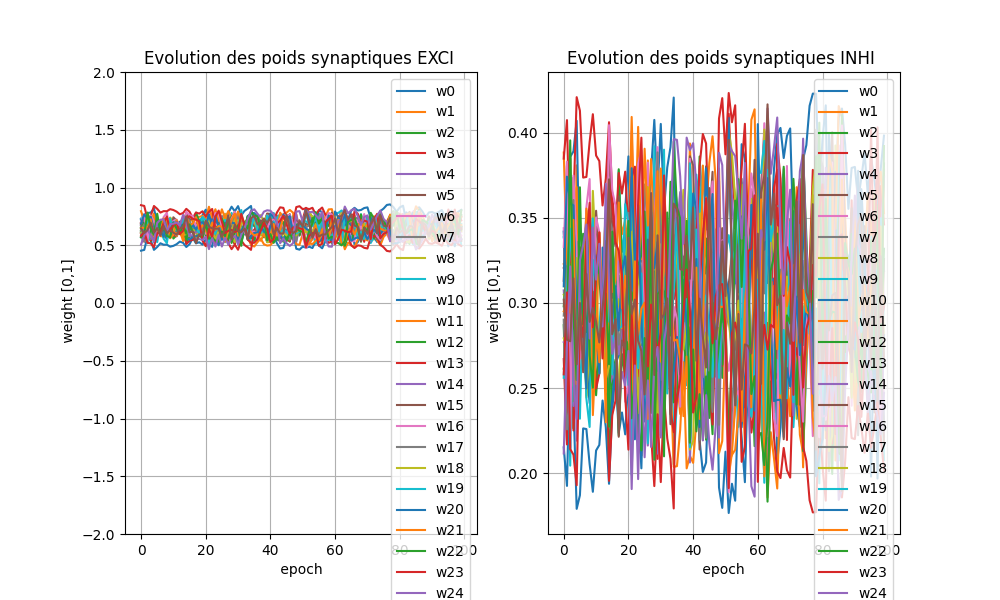 Evolution des poids synaptiques EXCI
2.0
1.5
1.0
0.5
0.0
−0.5
−1.0
−1.5
−2.0
weight [0,1]
0
20
40
60
80
100
epoch
w0
w1
w2
w3
w4
w5
w6
w7
w8
w9
w10
w11
w12
w13
w14
w15
w16
w17
w18
w19
w20
w21
w22
w23
w24
Evolution des poids synaptiques INHI
0.40
0.35
0.30
0.25
0.20
weight [0,1]
0
20
40
60
80
100
epoch
w0
w1
w2
w3
w4
w5
w6
w7
w8
w9
w10
w11
w12
w13
w14
w15
w16
w17
w18
w19
w20
w21
w22
w23
w24